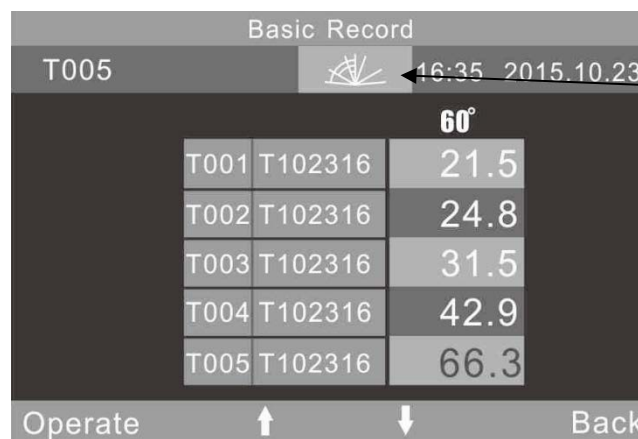 Basic Record
T005 16:35 2015.10.23
60°
T001 T102316 21.5
T002 T102316 24.8
T003 T102316 31.5
T004 T102316 42.9
T005 T102316 66.3
Operate Back